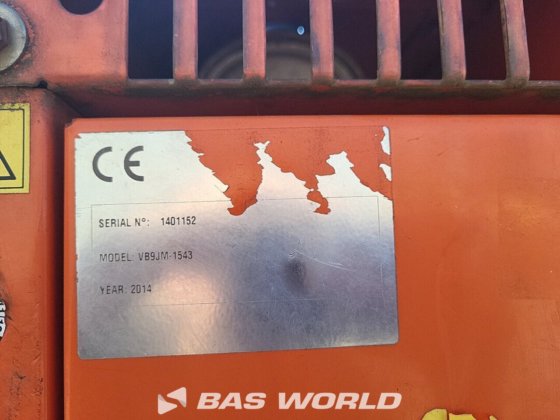 CE
SERIAL N°: 1401152
MODEL: VB9JM-1543
YEAR: 2014
BAS WORLD